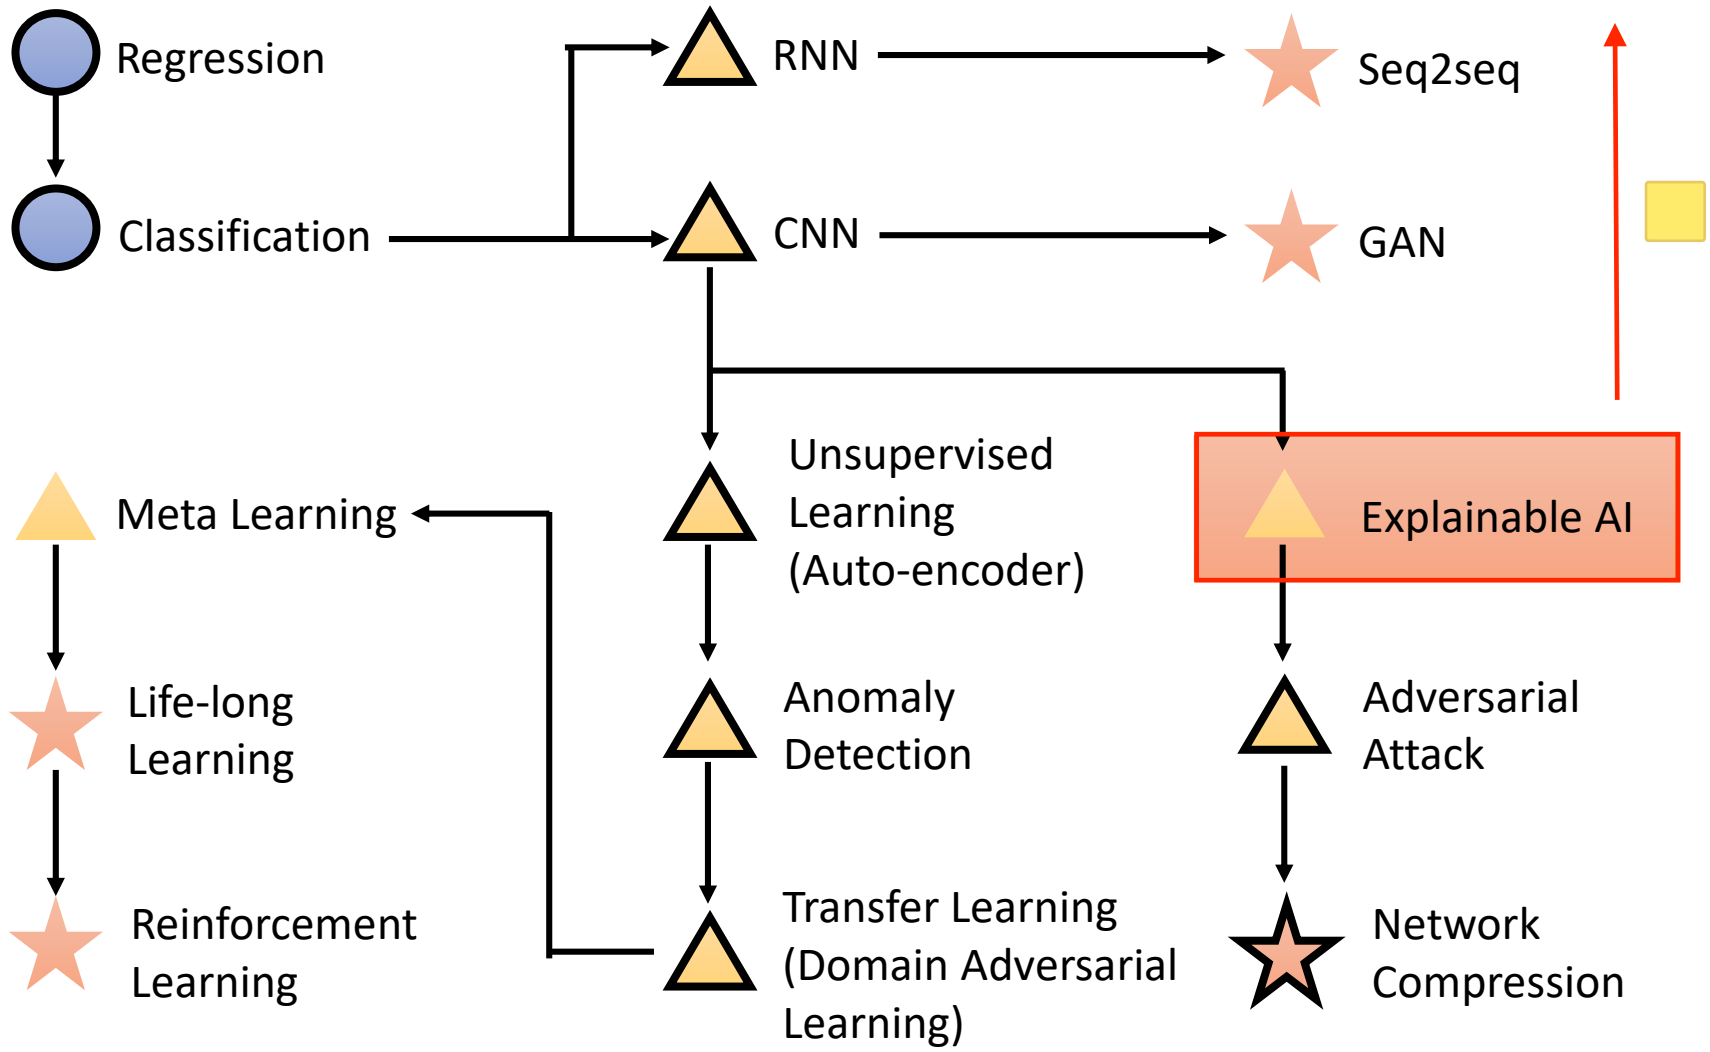 Regression
RNN
Seq2seq
Classification
CNN
GAN
Unsupervised
Learning
(Auto-encoder)
Meta Learning
Explainable AI
Life-long
Learning
Anomaly
Detection
Adversarial
Attack
Reinforcement
Learning
Transfer Learning
(Domain Adversarial
Learning)
Network
Compression